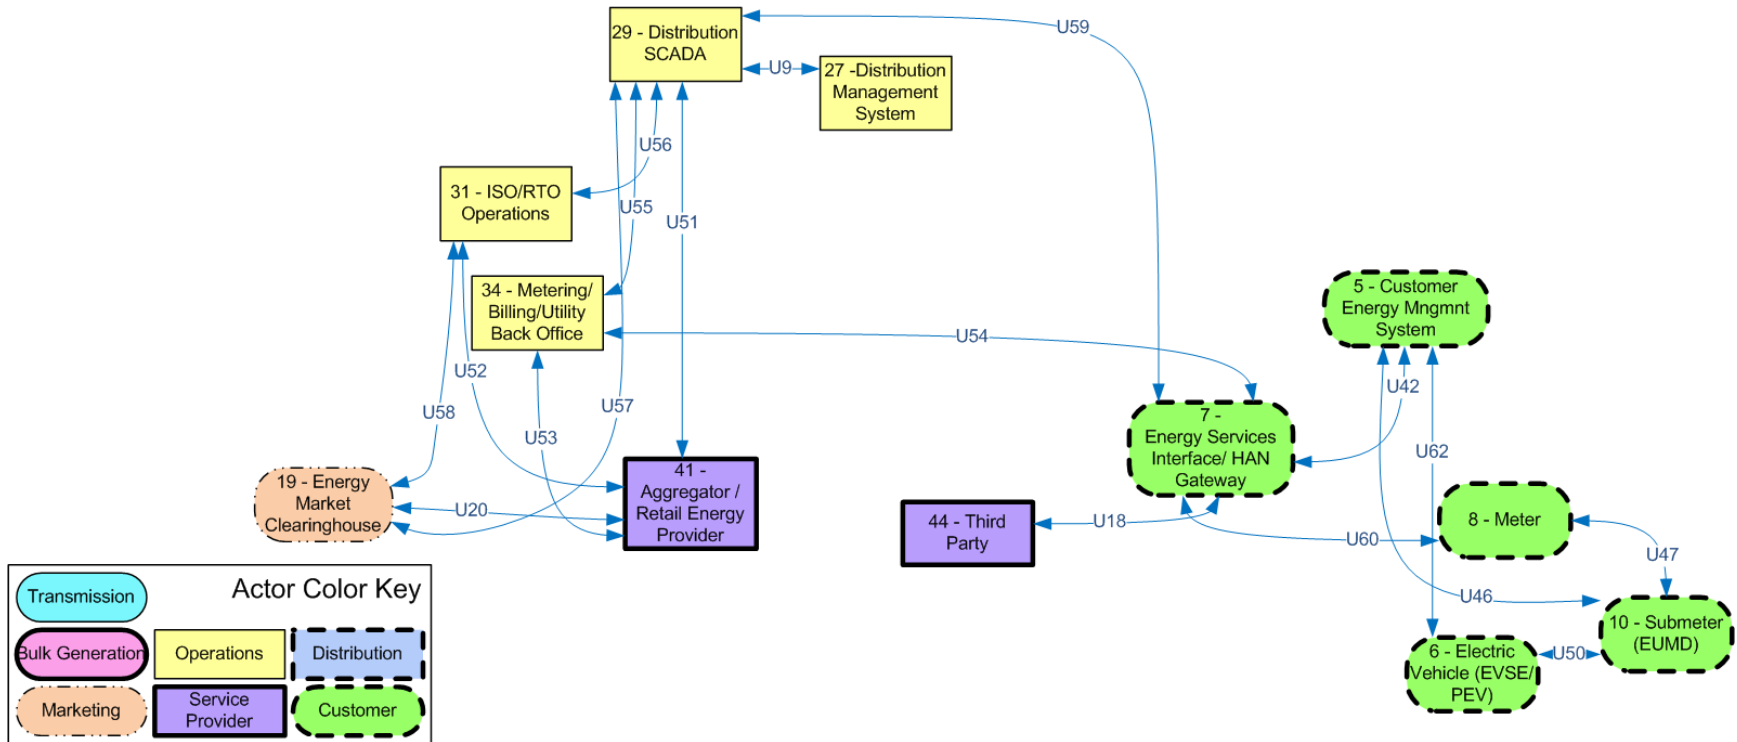 29 - Distribution
SCADA
U59
U9
27 -Distribution
Management
System
U56
31 - ISO/RTO
Operations
U55
U51
34 - Metering/
Billing/Utility
Back Office
5 - Customer
Energy Mngmnt
System
U54
U52
U58
U57
U53
U42
7 -
Energy Services
Interface/ HAN
Gateway
U62
19 - Energy
Market
Clearinghouse
U20
41 -
Aggregator /
Retail Energy
Provider
44 - Third
Party
U18
U60
8 - Meter
U47
U46
10 - Submeter
(EUMD)
U50
6 - Electric
Vehicle (EVSE/
PEV)
Actor Color Key
Transmission
Bulk Generation
Operations
Distribution
Marketing
Service
Provider
Customer